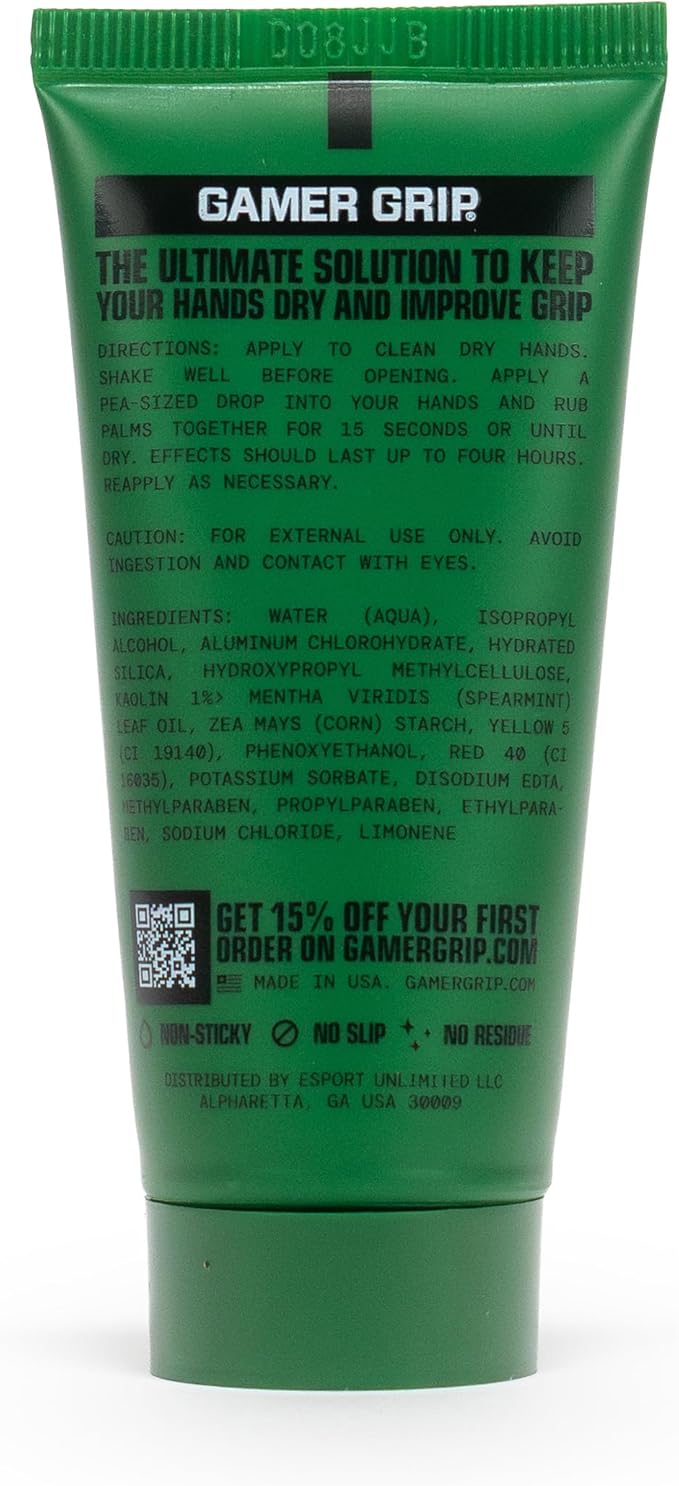 D08JJB
GAMER GRIP®
THE ULTIMATE SOLUTION TO KEEP
YOUR HANDS DRY AND IMPROVE GRIP
DIRECTIONS: APPLY TO CLEAN DRY HANDS.
SHAKE WELL BEFORE OPENING. APPLY A
PEA-SIZED DROP INTO YOUR HANDS AND RUB
PALMS TOGETHER FOR 15 SECONDS OR UNTIL
DRY. EFFECTS SHOULD LAST UP TO FOUR HOURS.
REAPPLY AS NECESSARY.
CAUTION: FOR EXTERNAL USE ONLY. AVOID
INGESTION AND CONTACT WITH EYES.
INGREDIENTS: WATER (AQUA), ISOPROPYL
ALCOHOL, ALUMINUM CHLOROHYDRATE, HYDRATED
SILICA, HYDROXYPROPYL METHYLCELLULOSE,
KAOLIN 1%> MENTHA VIRIDIS (SPEARMINT)
LEAF OIL, ZEA MAYS (CORN) STARCH, YELLOW 5
(CI 19140), PHENOXYETHANOL, RED 40 (CI
16035), POTASSIUM SORBATE, DISODIUM EDTA,
METHYLPARABEN, PROPYLPARABEN, ETHYLPARA-
BEN, SODIUM CHLORIDE, LIMONENE
GET 15% OFF YOUR FIRST
ORDER ON GAMERGRIP.COM
MADE IN USA. GAMERGRIP.COM
NON-STICKY NO SLIP NO RESIDUE
DISTRIBUTED BY ESPORT UNLIMITED LLC
ALPHARETTA, GA USA 30009